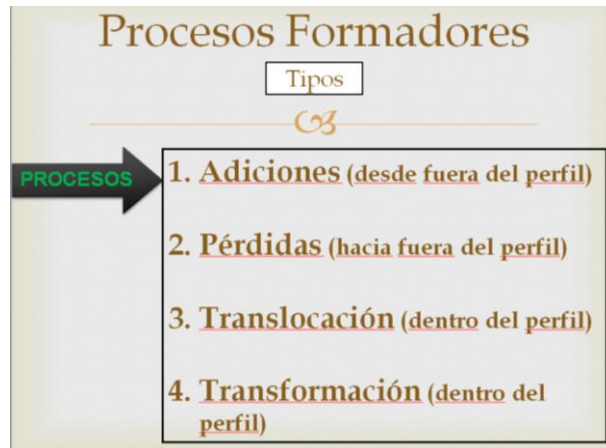 Procesos Formadores
Tipos
PROCESOS
1. Adiciones (desde fuera del perfil)
2. Pérdidas (hacia fuera del perfil)
3. Translocación (dentro del perfil)
4. Transformación (dentro del
perfil)